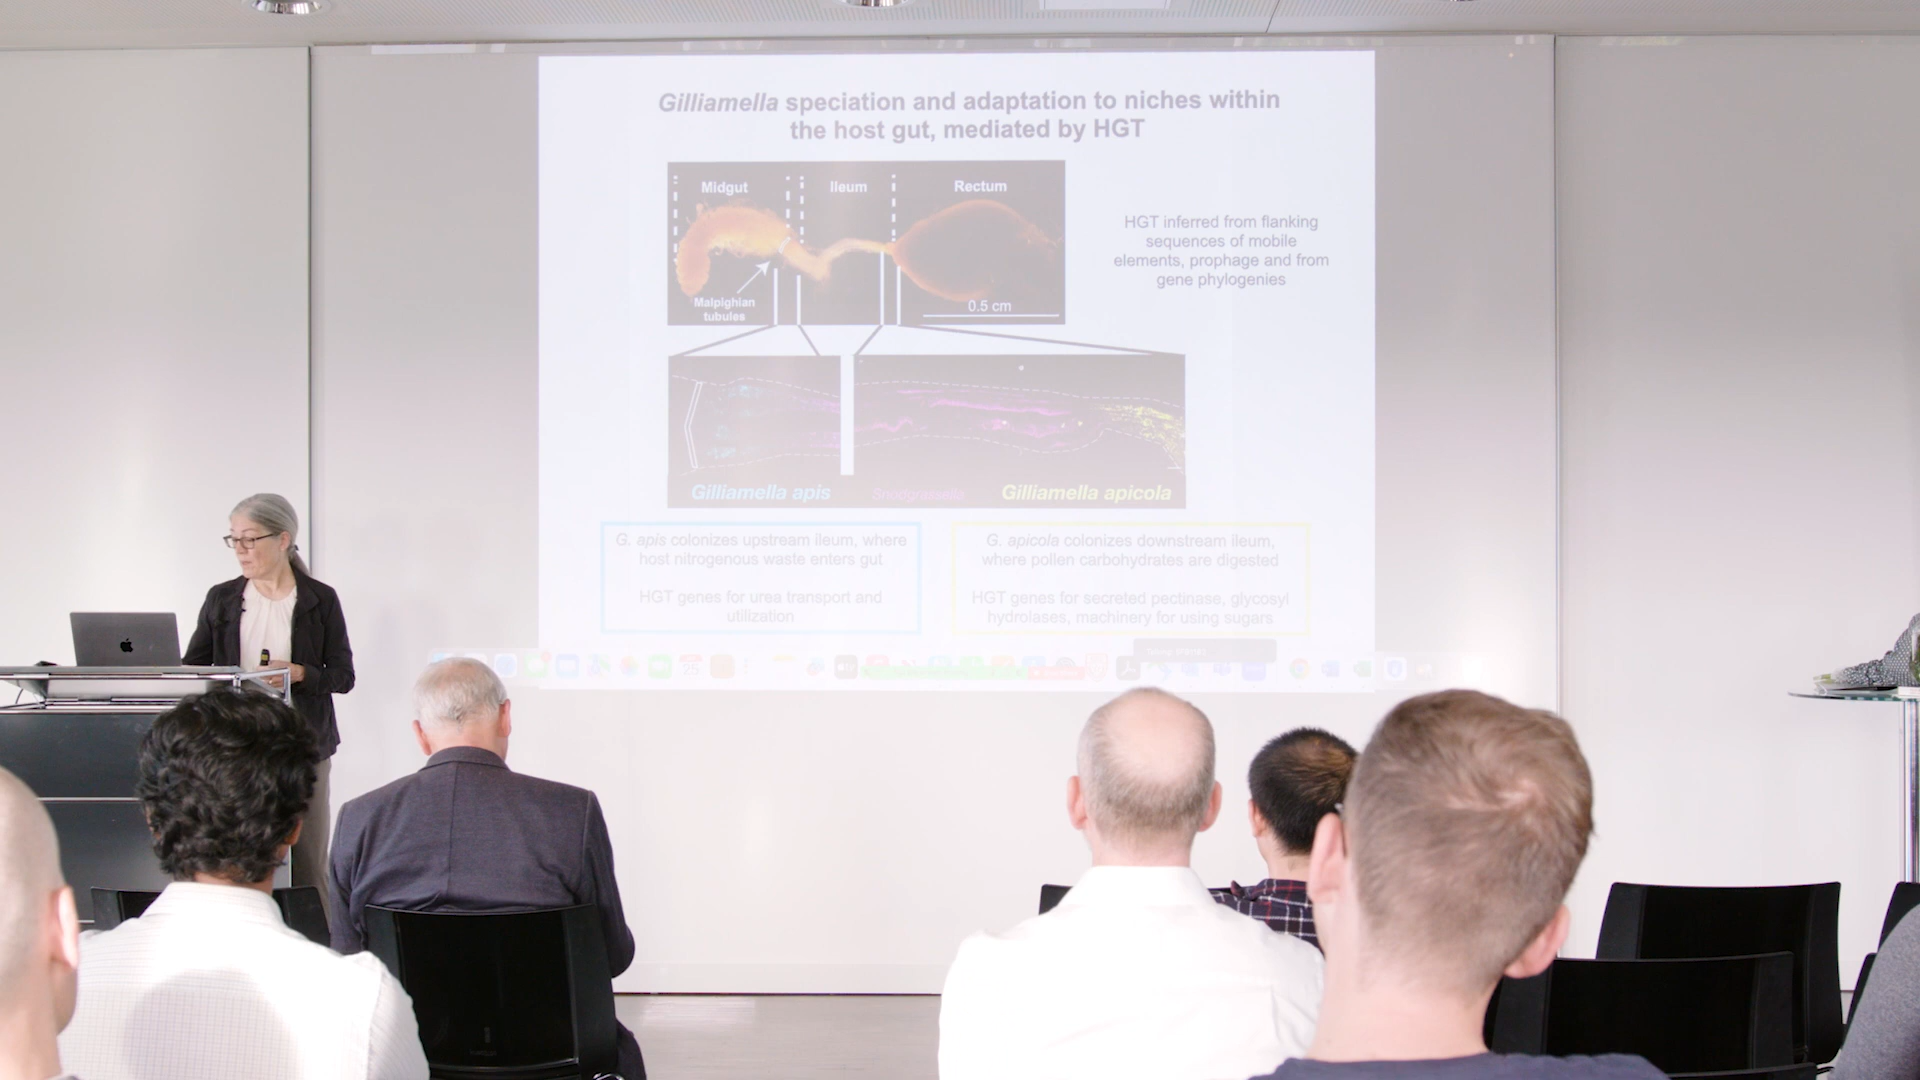 Gilliamella speciation and adaptation to niches within
the host gut, mediated by HGT
Midgut
Ileum
Rectum
Malpighian
tubules
0.5 cm
HGT inferred from flanking
sequences of mobile
elements, prophage and from
gene phylogenies
Gilliamella apis
Snodgrassella
Gilliamella apicola
G. apis colonizes upstream ileum, where
host nitrogenous waste enters gut
HGT genes for urea transport and
utilization
G. apicola colonizes downstream ileum,
where pollen carbohydrates are digested
HGT genes for secreted pectinase, glycosyl
hydrolases, machinery for using sugars